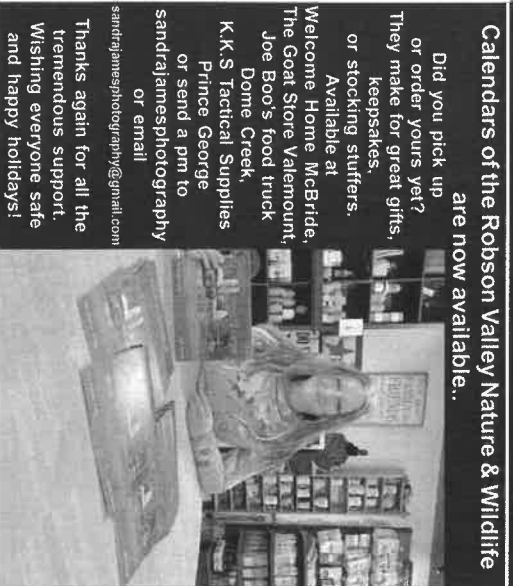 Calendars of the Robson Valley Nature & Wildlife
are now available..
Did you pick up
or order yours yet?
They make for great gifts,
keepsakes,
or stocking stuffers.
Available at
Welcome Home McBride,
The Goat Store Valemount,
Joe Boo's food truck
Dome Creek,
K.K.S Tactical Supplies
Prince George
or send a pm to
sandrajamesphotography
or email
sandrajamesphotography@gmail.com
Thanks again for all the
tremendous support.
Wishing everyone safe
and happy holidays!